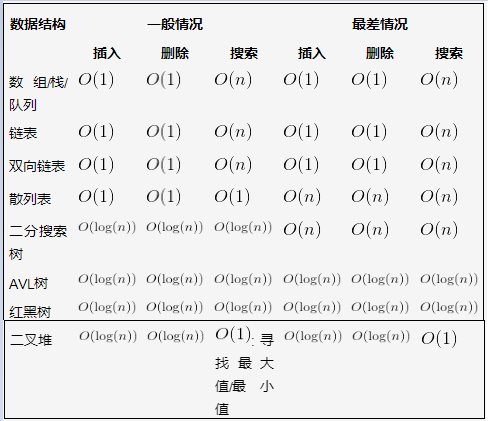 数据结构 一般情况 最差情况
插入 删除 搜索 插入 删除 搜索
数 组/栈/ O(1) O(1) O(n) O(1) O(1) O(n)
队列
链表 O(1) O(1) O(n) O(1) O(1) O(n)
双向链表 O(1) O(1) O(n) O(1) O(1) O(n)
散列表 O(1) O(1) O(1) O(n) O(n) O(n)
二分搜索 O(log(n)) O(log(n)) O(log(n)) O(n) O(n) O(n)
树
AVL树 O(log(n)) O(log(n)) O(log(n)) O(log(n)) O(log(n)) O(log(n))
红黑树 O(log(n)) O(log(n)) O(log(n)) O(log(n)) O(log(n)) O(log(n))
二叉堆 O(log(n)) O(log(n)) O(1): 寻 O(log(n)) O(log(n)) O(1)
找 最 大
值/最 小
值